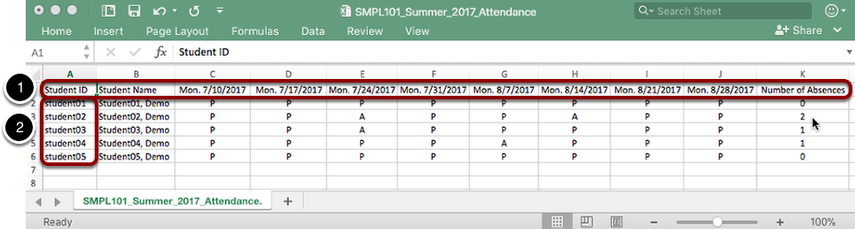 SMPL101_Summer_2017_Attendance
Search Sheet
Home Insert Page Layout Formulas Data Review View Share
A1 fx Student ID
A B C D E F G H I J K
1 Student ID Student Name Mon. 7/10/2017 Mon. 7/17/2017 Mon. 7/24/2017 Mon. 7/31/2017 Mon. 8/7/2017 Mon. 8/14/2017 Mon. 8/21/2017 Mon. 8/28/2017 Number of Absences
2 student01 Student01, Demo P P P P P P P P 0
2 3 student02 Student02, Demo P P A P P A P P 2
student03 Student03, Demo P P A P P P P P 1
5 student04 Student04, Demo P P P P A P P P 1
6 student05 Student05, Demo P P P P P P P P 0
7
8
SMPL101_Summer_2017_Attendance. +
Ready 100%